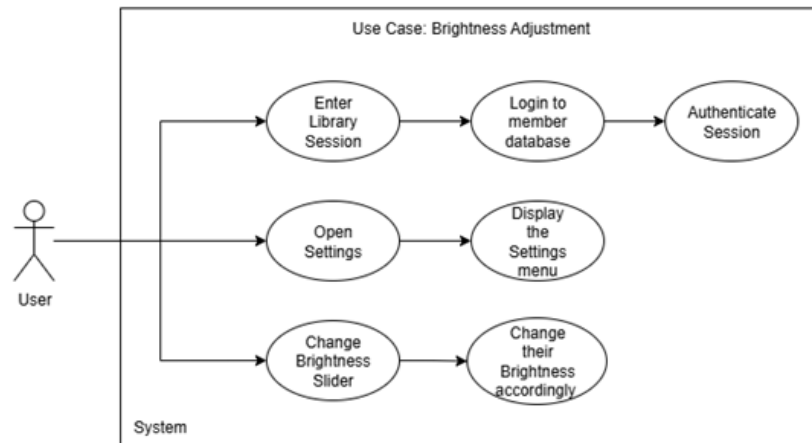 Use Case: Brightness Adjustment
Enter
Library
Session
Login to
member
database
Authenticate
Session
Open
Settings
Display
the
Settings
menu
User
Change
Brightness
Slider
Change
their
Brightness
accordingly
System